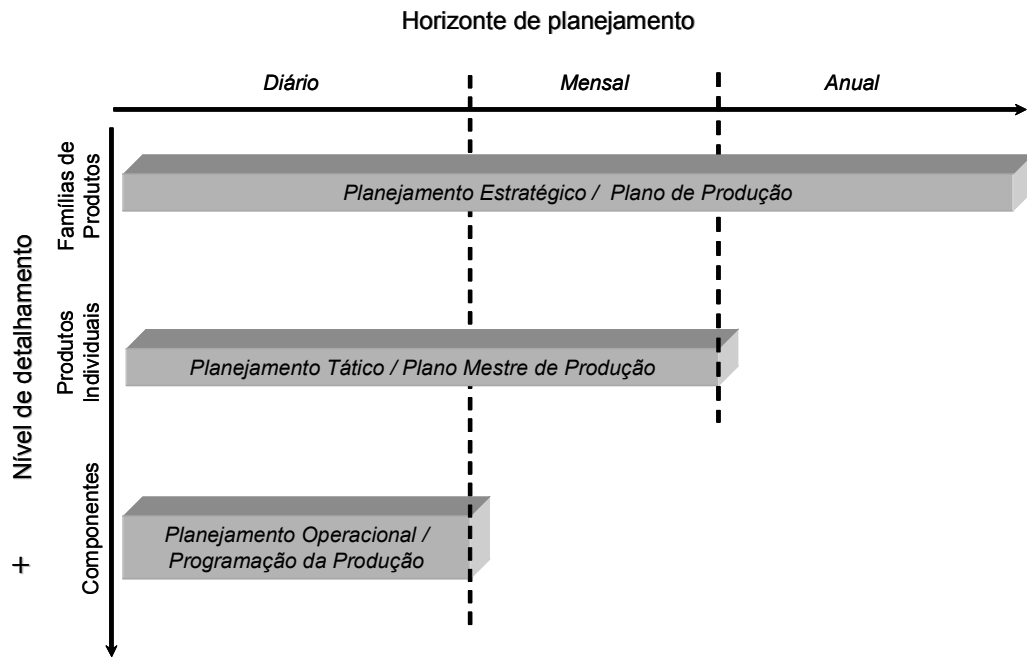 Horizonte de planejamento
Diário
Mensal
Anual
Famílias de
Produtos
Planejamento Estratégico / Plano de Produção
Nível de detalhamento
Produtos
Individuais
Planejamento Tático / Plano Mestre de Produção
Componentes
Planejamento Operacional /
Programação da Produção
+